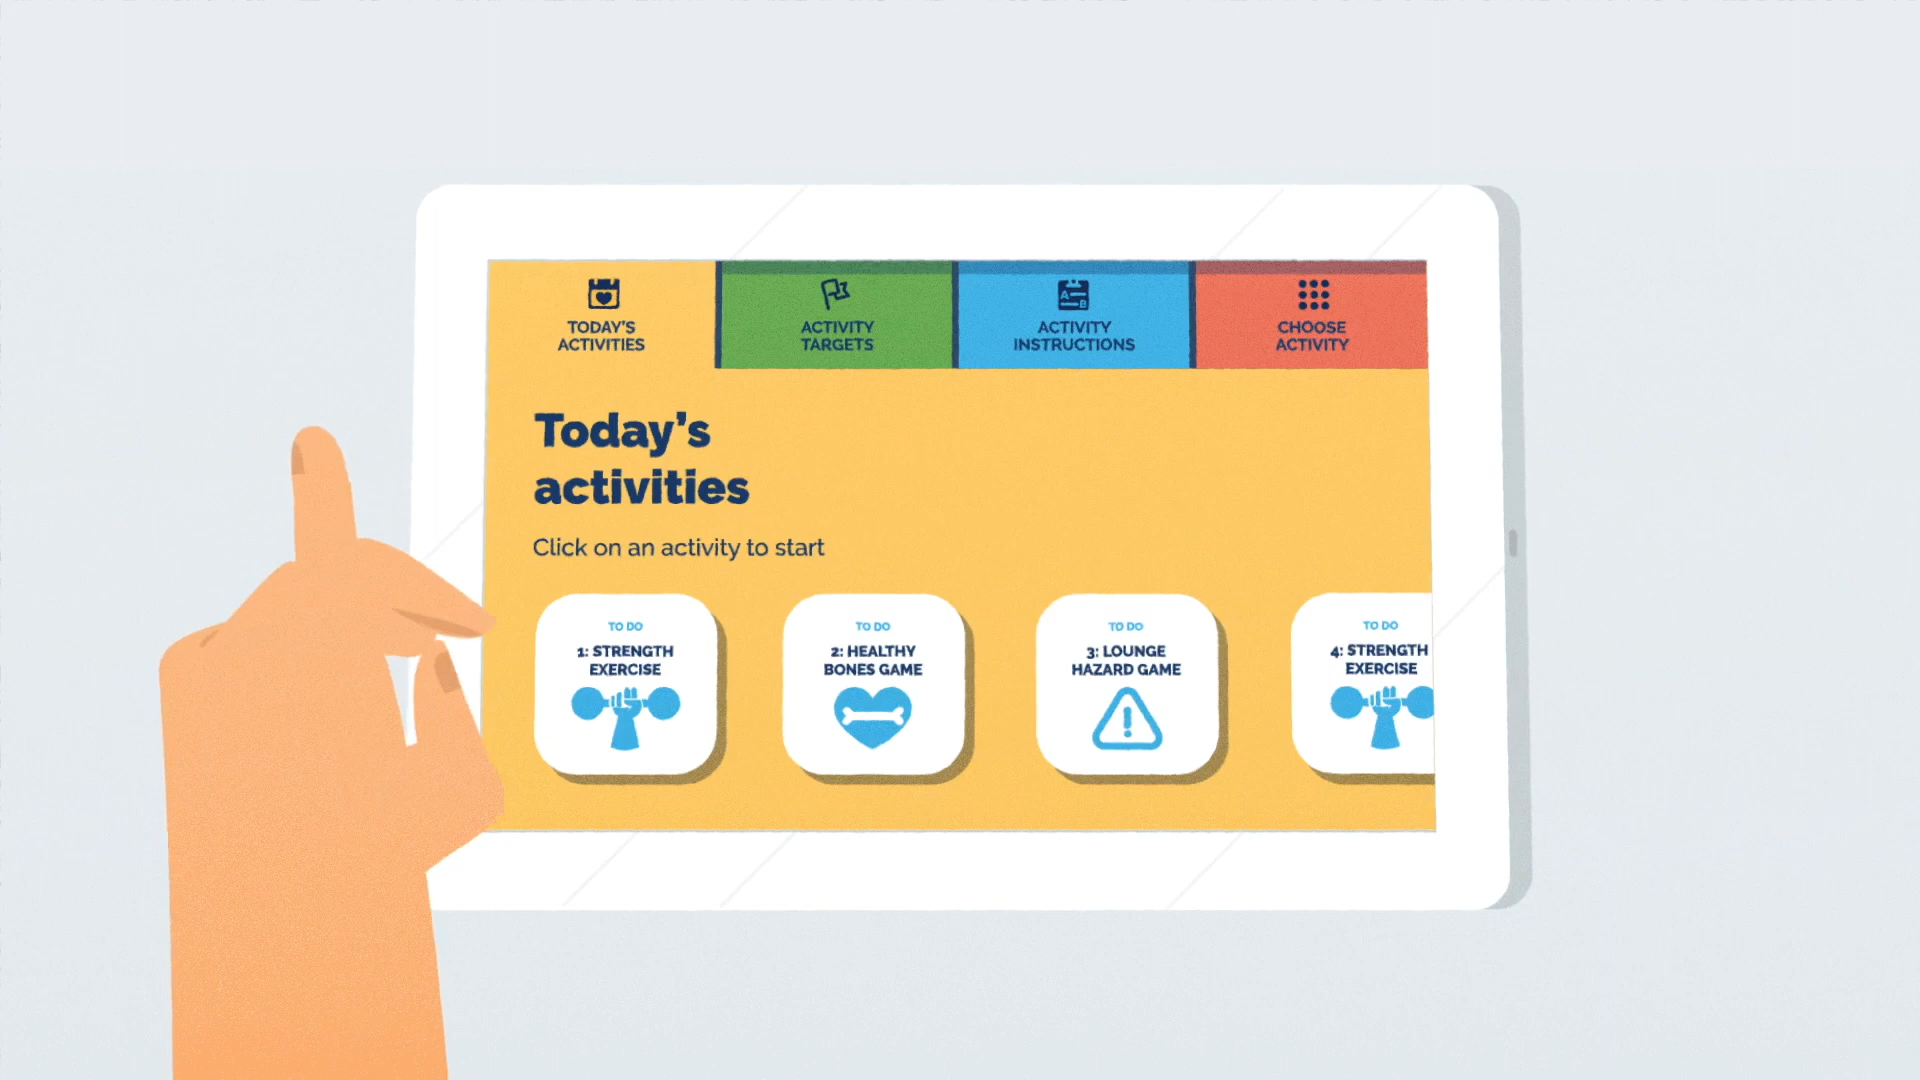 TODAY'S
ACTIVITIES
ACTIVITY
TARGETS
A
B
ACTIVITY
INSTRUCTIONS
CHOOSE
ACTIVITY
Today's
activities
Click on an activity to start
TO DO
1: STRENGTH
EXERCISE
TO DO
2: HEALTHY
BONES GAME
TO DO
3: LOUNGE
HAZARD GAME
!
TO DO
4: STRENGTH
EXERCISE